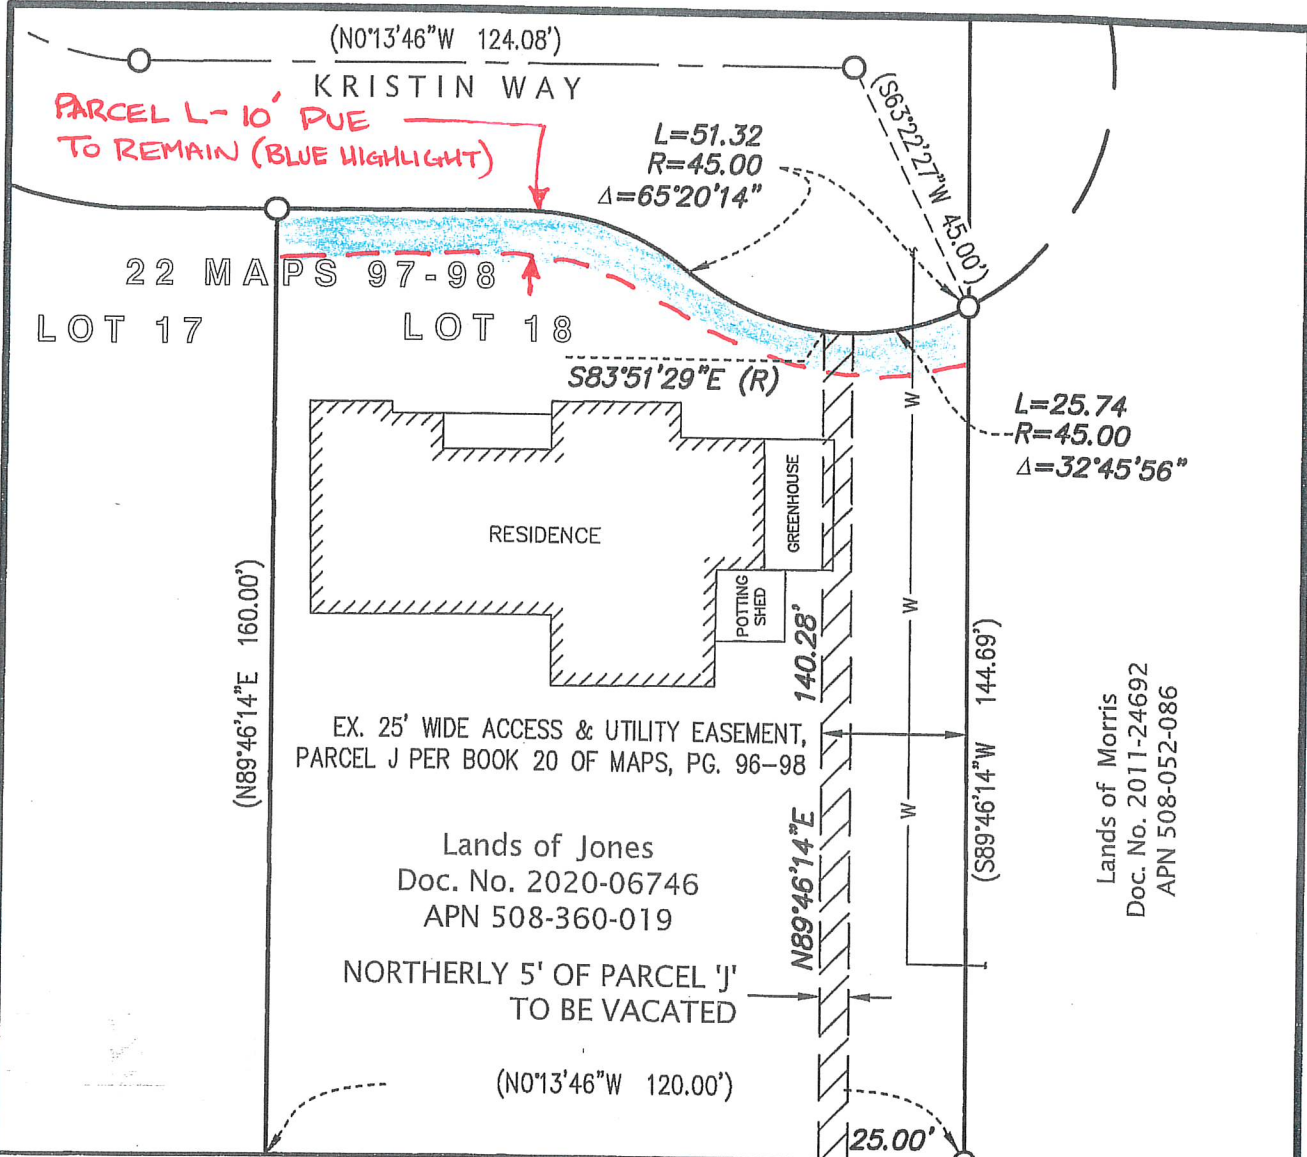 (N0°13'46"W 124.08')
KRISTIN WAY
PARCEL L- 10' PUE
TO REMAIN (BLUE HIGHLIGHT)
L=51.32
R=45.00
Δ=65°20'14"
(S63°22'27"W 45.00')
22 MAPS 97-98
LOT 17
LOT 18
S83°51'29"E (R)
L=25.74
R=45.00
Δ=32°45'56"
W
RESIDENCE
GREENHOUSE
POTTING
SHED
W
(N89°46'14"E 160.00')
N89°46'14"E 140.28'
(S89°46'14"W 144.69')
EX. 25' WIDE ACCESS & UTILITY EASEMENT,
PARCEL J PER BOOK 20 OF MAPS, PG. 96-98
W
Lands of Morris
Doc. No. 2011-24692
APN 508-052-086
Lands of Jones
Doc. No. 2020-06746
APN 508-360-019
NORTHERLY 5' OF PARCEL 'J'
TO BE VACATED
(N0°13'46"W 120.00')
25.00'